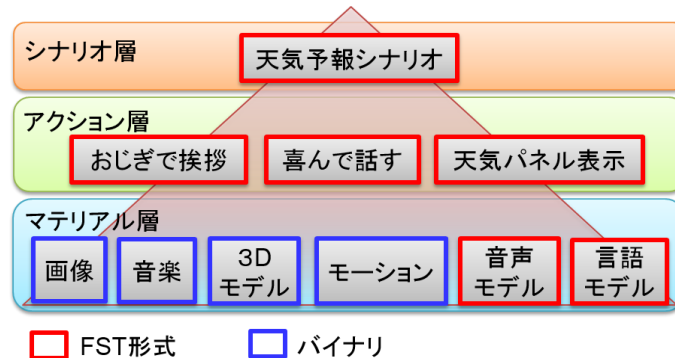 シナリオ層
天気予報シナリオ
アクション層
おじぎで挨拶
喜んで話す
天気パネル表示
マテリアル層
画像
音楽
3D
モデル
モーション
音声
モデル
言語
モデル
FST形式
バイナリ